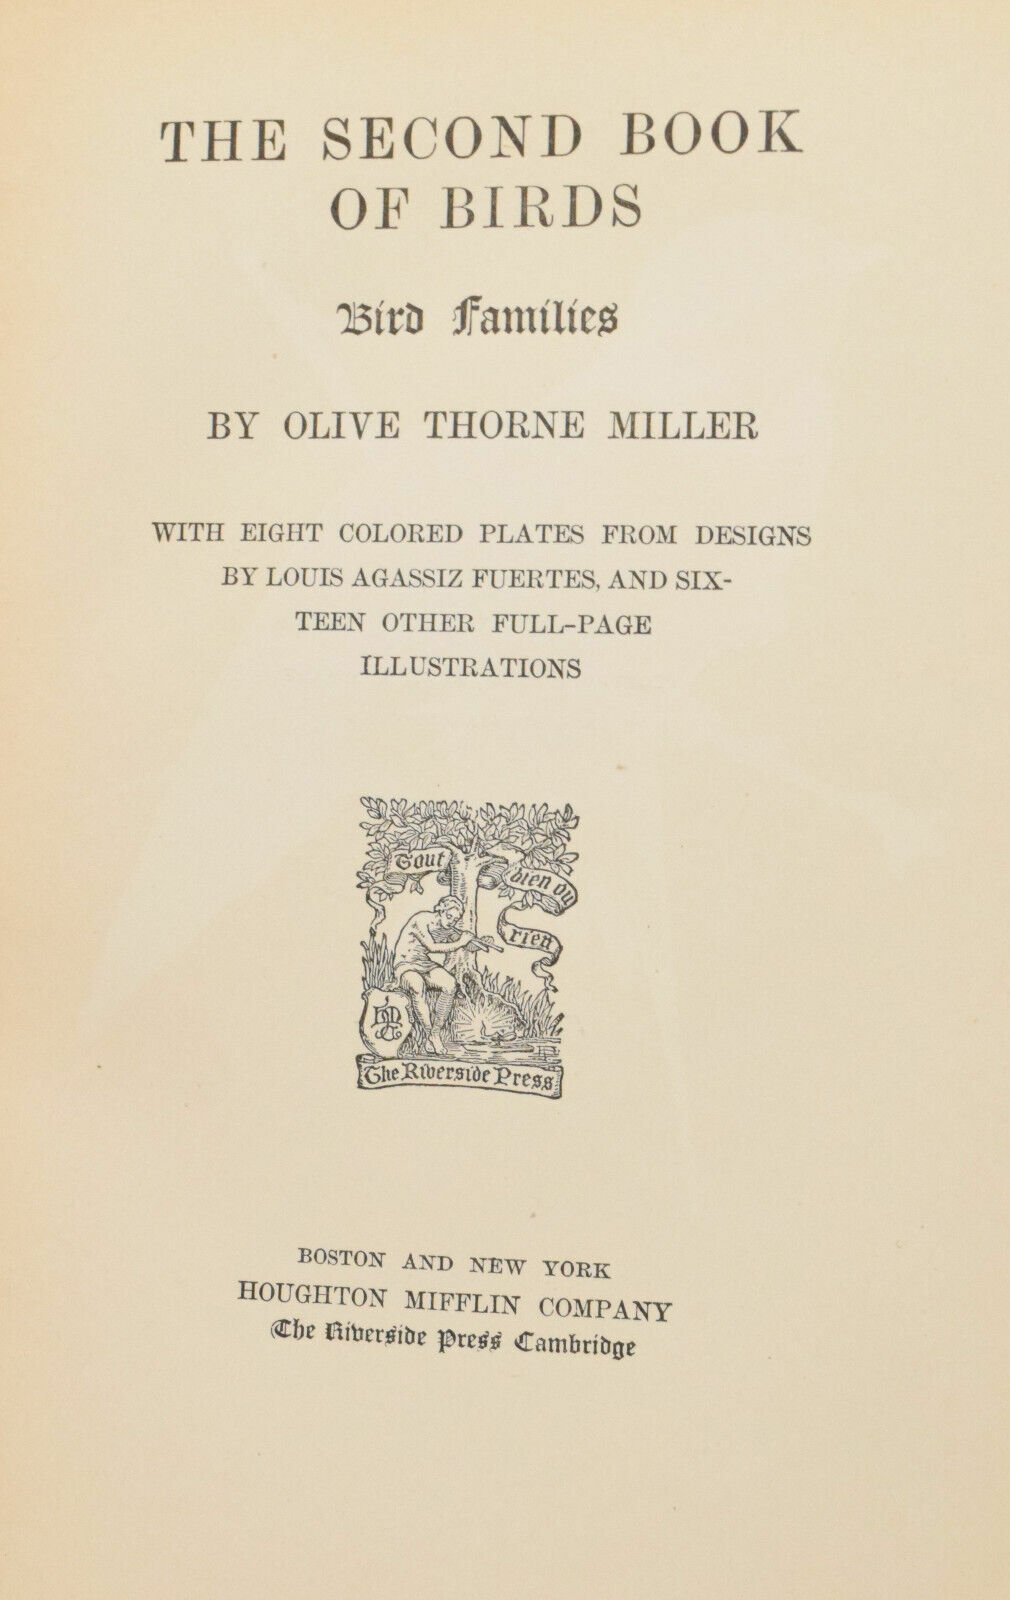 THE SECOND BOOK
OF BIRDS
Bird Families
BY OLIVE THORNE MILLER
WITH EIGHT COLORED PLATES FROM DESIGNS
BY LOUIS AGASSIZ FUERTES, AND SIX-
TEEN OTHER FULL-PAGE
ILLUSTRATIONS
Tout
bien ou
rien
The Riverside Press
BOSTON AND NEW YORK
HOUGHTON MIFFLIN COMPANY
The Riverside Press Cambridge